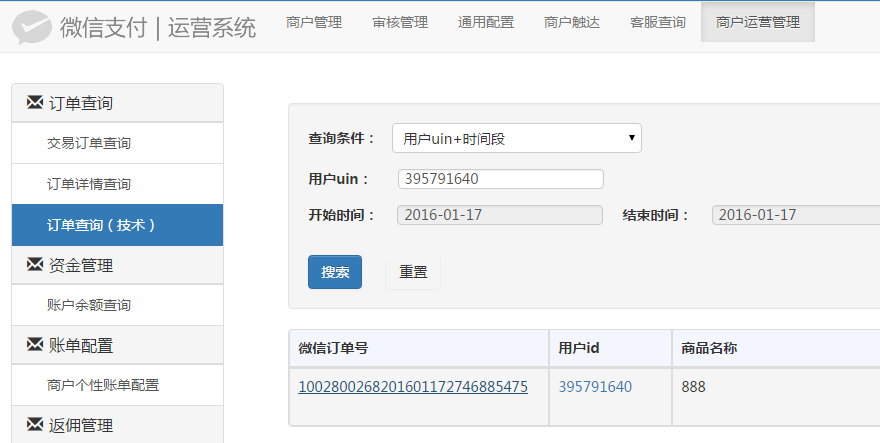 微信支付 | 运营系统
商户管理 审核管理 通用配置 商户触达 客服查询 商户运营管理
订单查询
交易订单查询
订单详情查询
订单查询（技术）
资金管理
账户余额查询
账单配置
商户个性账单配置
返佣管理
查询条件： 用户uin+时间段
用户uin： 395791640
开始时间： 2016-01-17 结束时间： 2016-01-17
搜索 重置
微信订单号 用户id 商品名称
1002800268201601172746885475 395791640 888